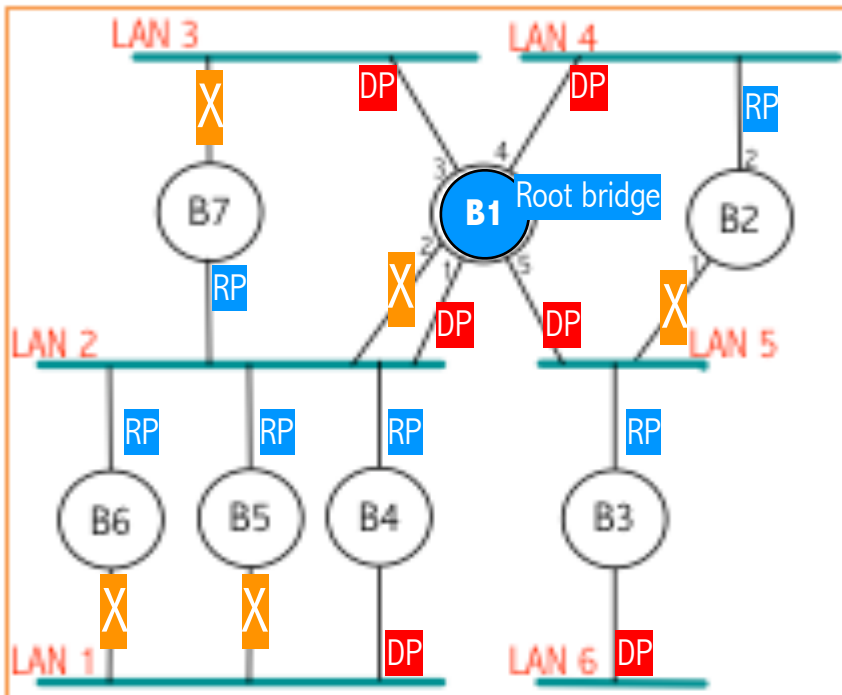 LAN 3
LAN 4
DP
DP
X
RP
4
3
2
B7
B1
Root bridge
B2
2
1
5
1
X
X
RP
DP
DP
LAN 2
LAN 5
RP
RP
RP
RP
B6
B5
B4
B3
X
X
LAN 1
DP
LAN 6
DP